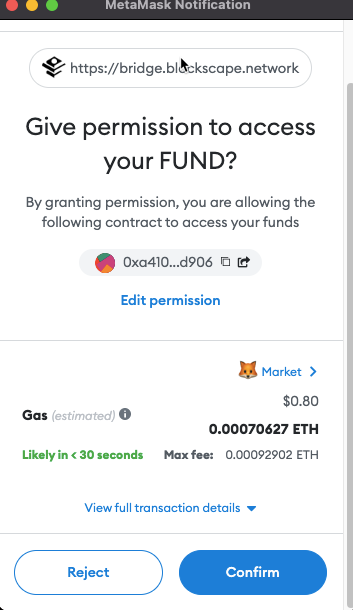 MetaMask Notification
https://bridge.blockscape.network
Give permission to access
your FUND?
By granting permission, you are allowing the
following contract to access your funds
0xa410...d906
Edit permission
Market
$0.80
Gas (estimated)
0.00070627 ETH
Likely in < 30 seconds Max fee: 0.00092902 ETH
View full transaction details
Reject Confirm